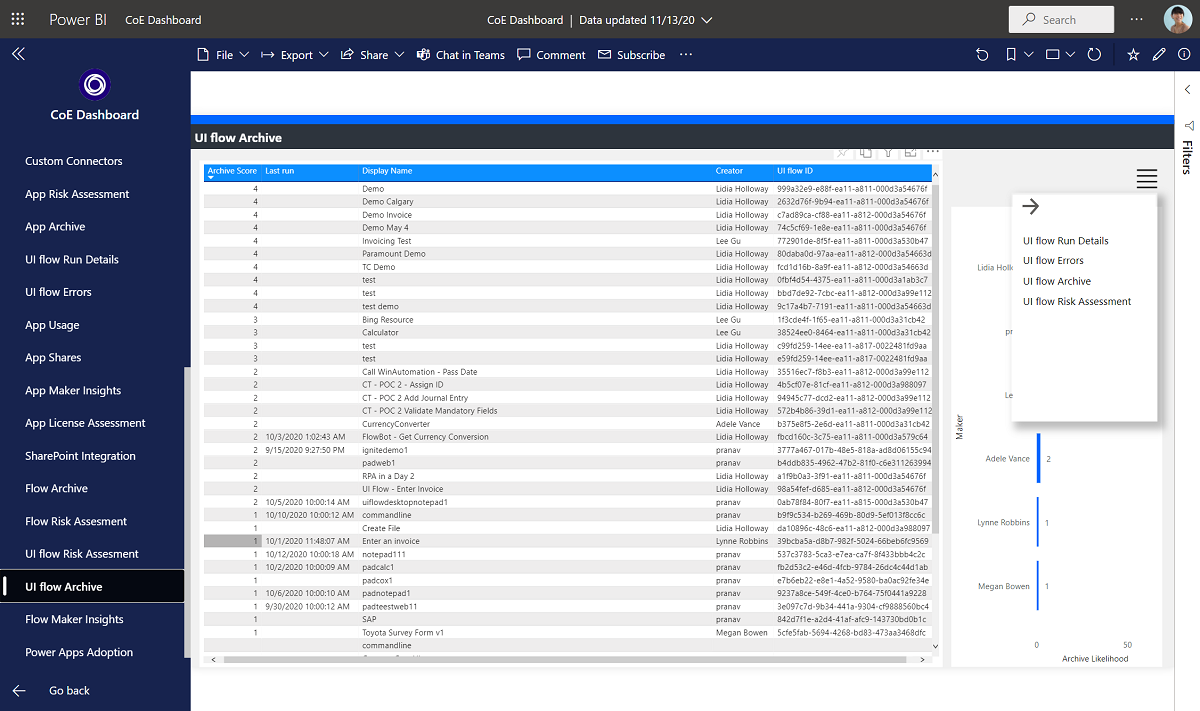 Power BI CoE Dashboard CoE Dashboard | Data updated 11/13/20 Search
File Export Share Chat in Teams Comment Subscribe
CoE Dashboard
Custom Connectors
App Risk Assessment
App Archive
UI flow Run Details
UI flow Errors
App Usage
App Shares
App Maker Insights
App License Assessment
SharePoint Integration
Flow Archive
Flow Risk Assesment
UI flow Risk Assesment
UI flow Archive
Flow Maker Insights
Power Apps Adoption
Go back
UI flow Archive
Archive Score Last run Display Name Creator UI flow ID
4 Demo Lidia Holloway 999a32e9-e88f-ea11-a811-000d3a54676f
4 Demo Calgary Lidia Holloway 2632d76f-9b94-ea11-a812-000d3a54676f
4 Demo Invoice Lidia Holloway c7ad89ca-cf88-ea11-a812-000d3a54676f
4 Demo May 4 Lidia Holloway 74c5cf69-1e8e-ea11-a811-000d3a54676f
4 Invoicing Test Lee Gu 772901de-8f5f-ea11-a811-000d3a530b47
4 Paramount Demo Lidia Holloway 80daba0d-97aa-ea11-a812-000d3a54663d
4 TC Demo Lidia Holloway fcd1d16b-8a9f-ea11-a812-000d3a54663d
4 test Lidia Holloway 0fbf4d54-4375-ea11-a811-000d3a1ab3c7
4 test Lidia Holloway bbd7de92-7cbc-ea11-a812-000d3a99e112
4 test demo Lidia Holloway 9c17a4b7-7191-ea11-a811-000d3a54663d
3 Bing Resource Lee Gu 1f3cde4f-1f65-ea11-a811-000d3a31cb42
3 Calculator Lee Gu 38524ee0-8464-ea11-a811-000d3a31cb42
3 test Lidia Holloway c99fd259-14ee-ea11-a817-0022481fd9aa
3 test Lidia Holloway e59fd259-14ee-ea11-a817-0022481fd9aa
2 Call WinAutomation - Pass Date Lidia Holloway 35516ec7-f8b3-ea11-a812-000d3a99e112
2 CT - POC 2 - Assign ID Lidia Holloway 4b5cf07e-81cf-ea11-a812-000d3a988097
2 CT - POC 2 Add Journal Entry Lidia Holloway 94945c77-dcd2-ea11-a812-000d3a99e112
2 CT - POC 2 Validate Mandatory Fields Lidia Holloway 572b4b86-39d1-ea11-a812-000d3a99e112
2 CurrencyConverter Adele Vance b375e8f5-2e6d-ea11-a811-000d3a31cb42
2 10/3/2020 1:02:43 AM FlowBot - Get Currency Conversion Lidia Holloway fbcd160c-3c75-ea11-a811-000d3a579c64
2 9/15/2020 9:27:50 PM ignitedemo1 pranav 3777a467-017b-48e5-818a-ad8d06155c94
2 padweb1 pranav b4ddb835-4962-47b2-81f0-c6e311263994
2 RPA in a Day 2 Lidia Holloway a1f9b0a3-3f91-ea11-a811-000d3a54676f
2 UI Flow - Enter Invoice Lidia Holloway 98a54fef-d685-ea11-a812-000d3a54676f
2 10/5/2020 10:00:14 AM uiflowdesktopnotepad1 pranav 0ab78f84-80f7-ea11-a815-000d3a530b47
1 10/10/2020 10:00:12 AM commandline pranav b9f9c534-b269-469b-80d9-5ef013f8cc6c
1 Create File Lidia Holloway da10896c-48c6-ea11-a812-000d3a988097
1 10/1/2020 11:48:07 AM Enter an invoice Lynne Robbins 39bcba5a-d8b7-982f-5024-66beb6fc9569
1 10/12/2020 10:00:18 AM notepad111 pranav 537c3783-5ca3-e7ea-ca7f-8f433bbb4c2c
1 10/2/2020 10:00:09 AM padcalc1 pranav fb2d53c2-e46d-4fcb-9784-26dc4c44d1ab
1 padcox1 pranav e7b6eb22-e8e1-4a52-9580-ba0ac92fe34e
1 10/6/2020 10:00:10 AM padnotepad1 pranav 9237a8ce-549f-4ce0-b764-75f0441a9228
1 9/30/2020 10:00:12 AM padteestweb11 pranav 3e097c7d-9b34-441a-9304-cf9888560bc4
1 SAP pranav 842d7f1e-a2d4-41af-afc9-143730bd0b1c
1 Toyota Survey Form v1 Megan Bowen 5cfe5fab-5694-4268-bd83-473aa3468dfc
commandline
UI flow Run Details
UI flow Errors
UI flow Archive
UI flow Risk Assessment
Lidia Hollo
pr
Le
Maker
Adele Vance 2
Lynne Robbins 1
Megan Bowen 1
0 50
Archive Likelihood
Filters